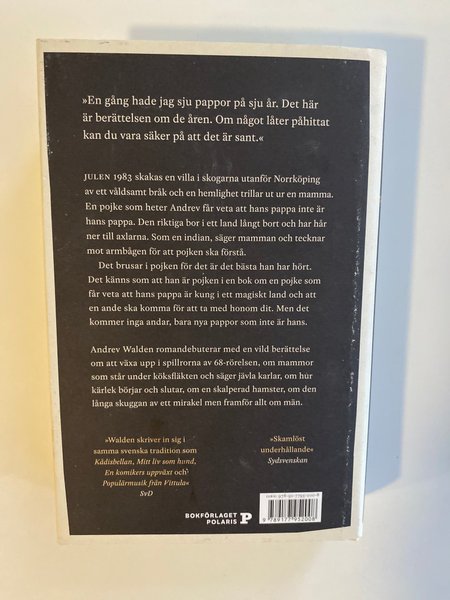 »En gång hade jag sju pappor på sju år. Det här
är berättelsen om de åren. Om något låter påhittat
kan du vara säker på att det är sant.«
JULEN 1983 skakas en villa i skogarna utanför Norrköping
av ett våldsamt bråk och en hemlighet trillar ut ur en mamma.
En pojke som heter Andrev får veta att hans pappa inte är
hans pappa. Den riktiga bor i ett land långt bort och har hår
ner till axlarna. Som en indian, säger mamman och tecknar
mot armbågen för att pojken ska förstå.
Det brusar i pojken för det är det bästa han har hört.
Det känns som att han är pojken i en bok om en pojke som
får veta att hans pappa är kung i ett magiskt land och att
en ande ska komma för att ta med honom dit. Men det
kommer inga andar, bara nya pappor som inte är hans.
Andrev Walden romandebuterar med en vild berättelse
om att växa upp i spillrorna av 68-rörelsen, om mammor
som står under köksfläkten och säger jävla karlar, om hur
kärlek börjar och slutar, om en skalperad hamster, om den
långa skuggan av ett mirakel men framför allt om män.
»Walden skriver in sig i
samma svenska tradition som
Kådisbellan, Mitt liv som hund,
En komikers uppväxt och
Populärmusik från Vittula«
SvD
»Skamlöst
underhållande«
Sydsvenskan
ISBN 978-91-7795-200-8
9 789177 952008
BOKFÖRLAGET
POLARIS